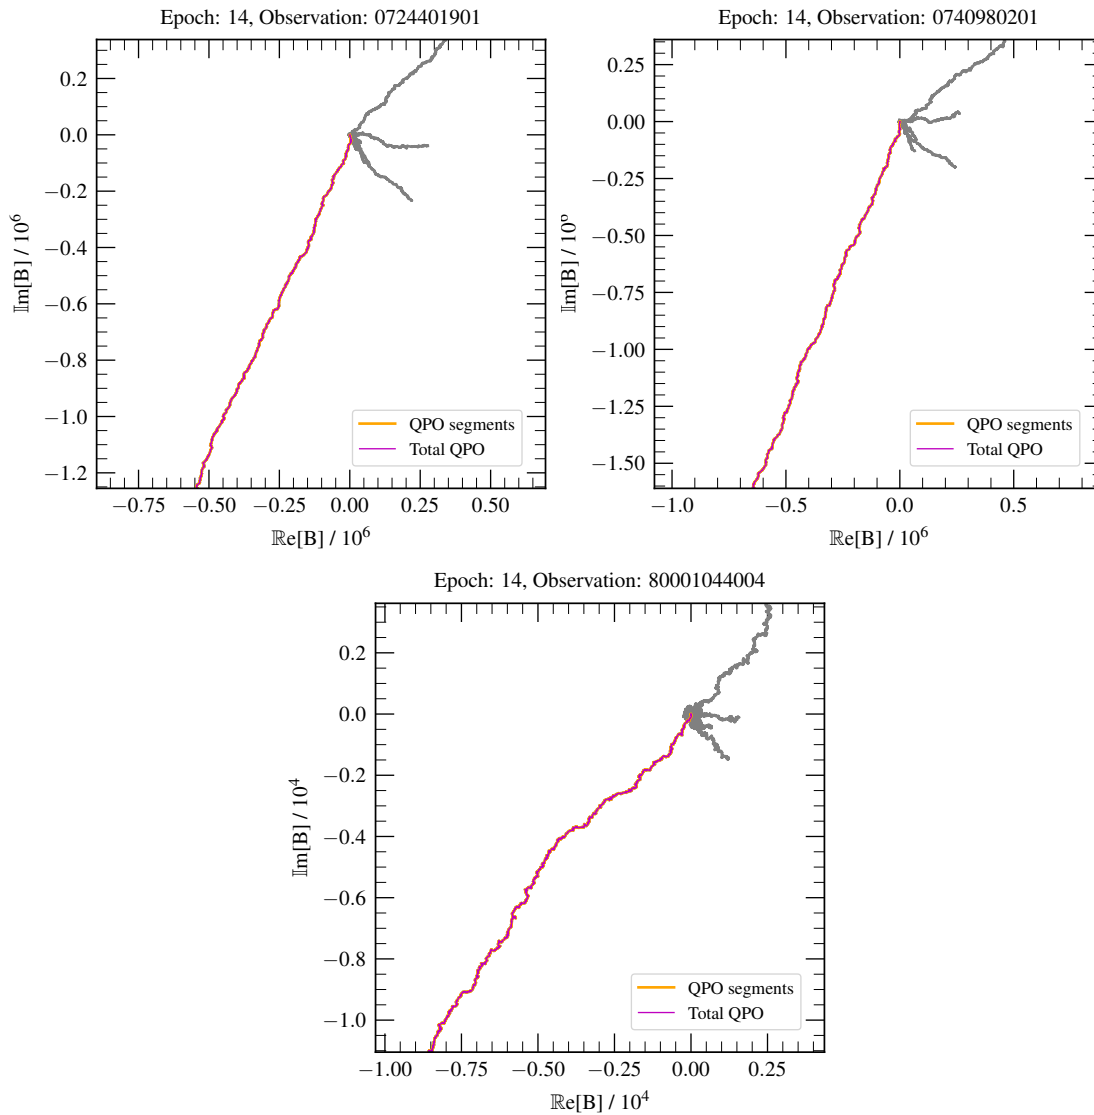 Epoch: 14, Observation: 0724401901
0.2
0.0
−0.2
−0.4
−0.6
−0.8
−1.0
−1.2
𝕀m[B] / 10⁶
−0.75
−0.50
−0.25
0.00
0.25
0.50
ℝe[B] / 10⁶
QPO segments
Total QPO
Epoch: 14, Observation: 0740980201
0.25
0.00
−0.25
−0.50
−0.75
−1.00
−1.25
−1.50
𝕀m[B] / 10
−1.0
−0.5
0.0
0.5
ℝe[B] / 10⁶
QPO segments
Total QPO
Epoch: 14, Observation: 80001044004
0.2
0.0
−0.2
−0.4
−0.6
−0.8
−1.0
𝕀m[B] / 10⁴
−1.00
−0.75
−0.50
−0.25
0.00
0.25
ℝe[B] / 10⁴
QPO segments
Total QPO